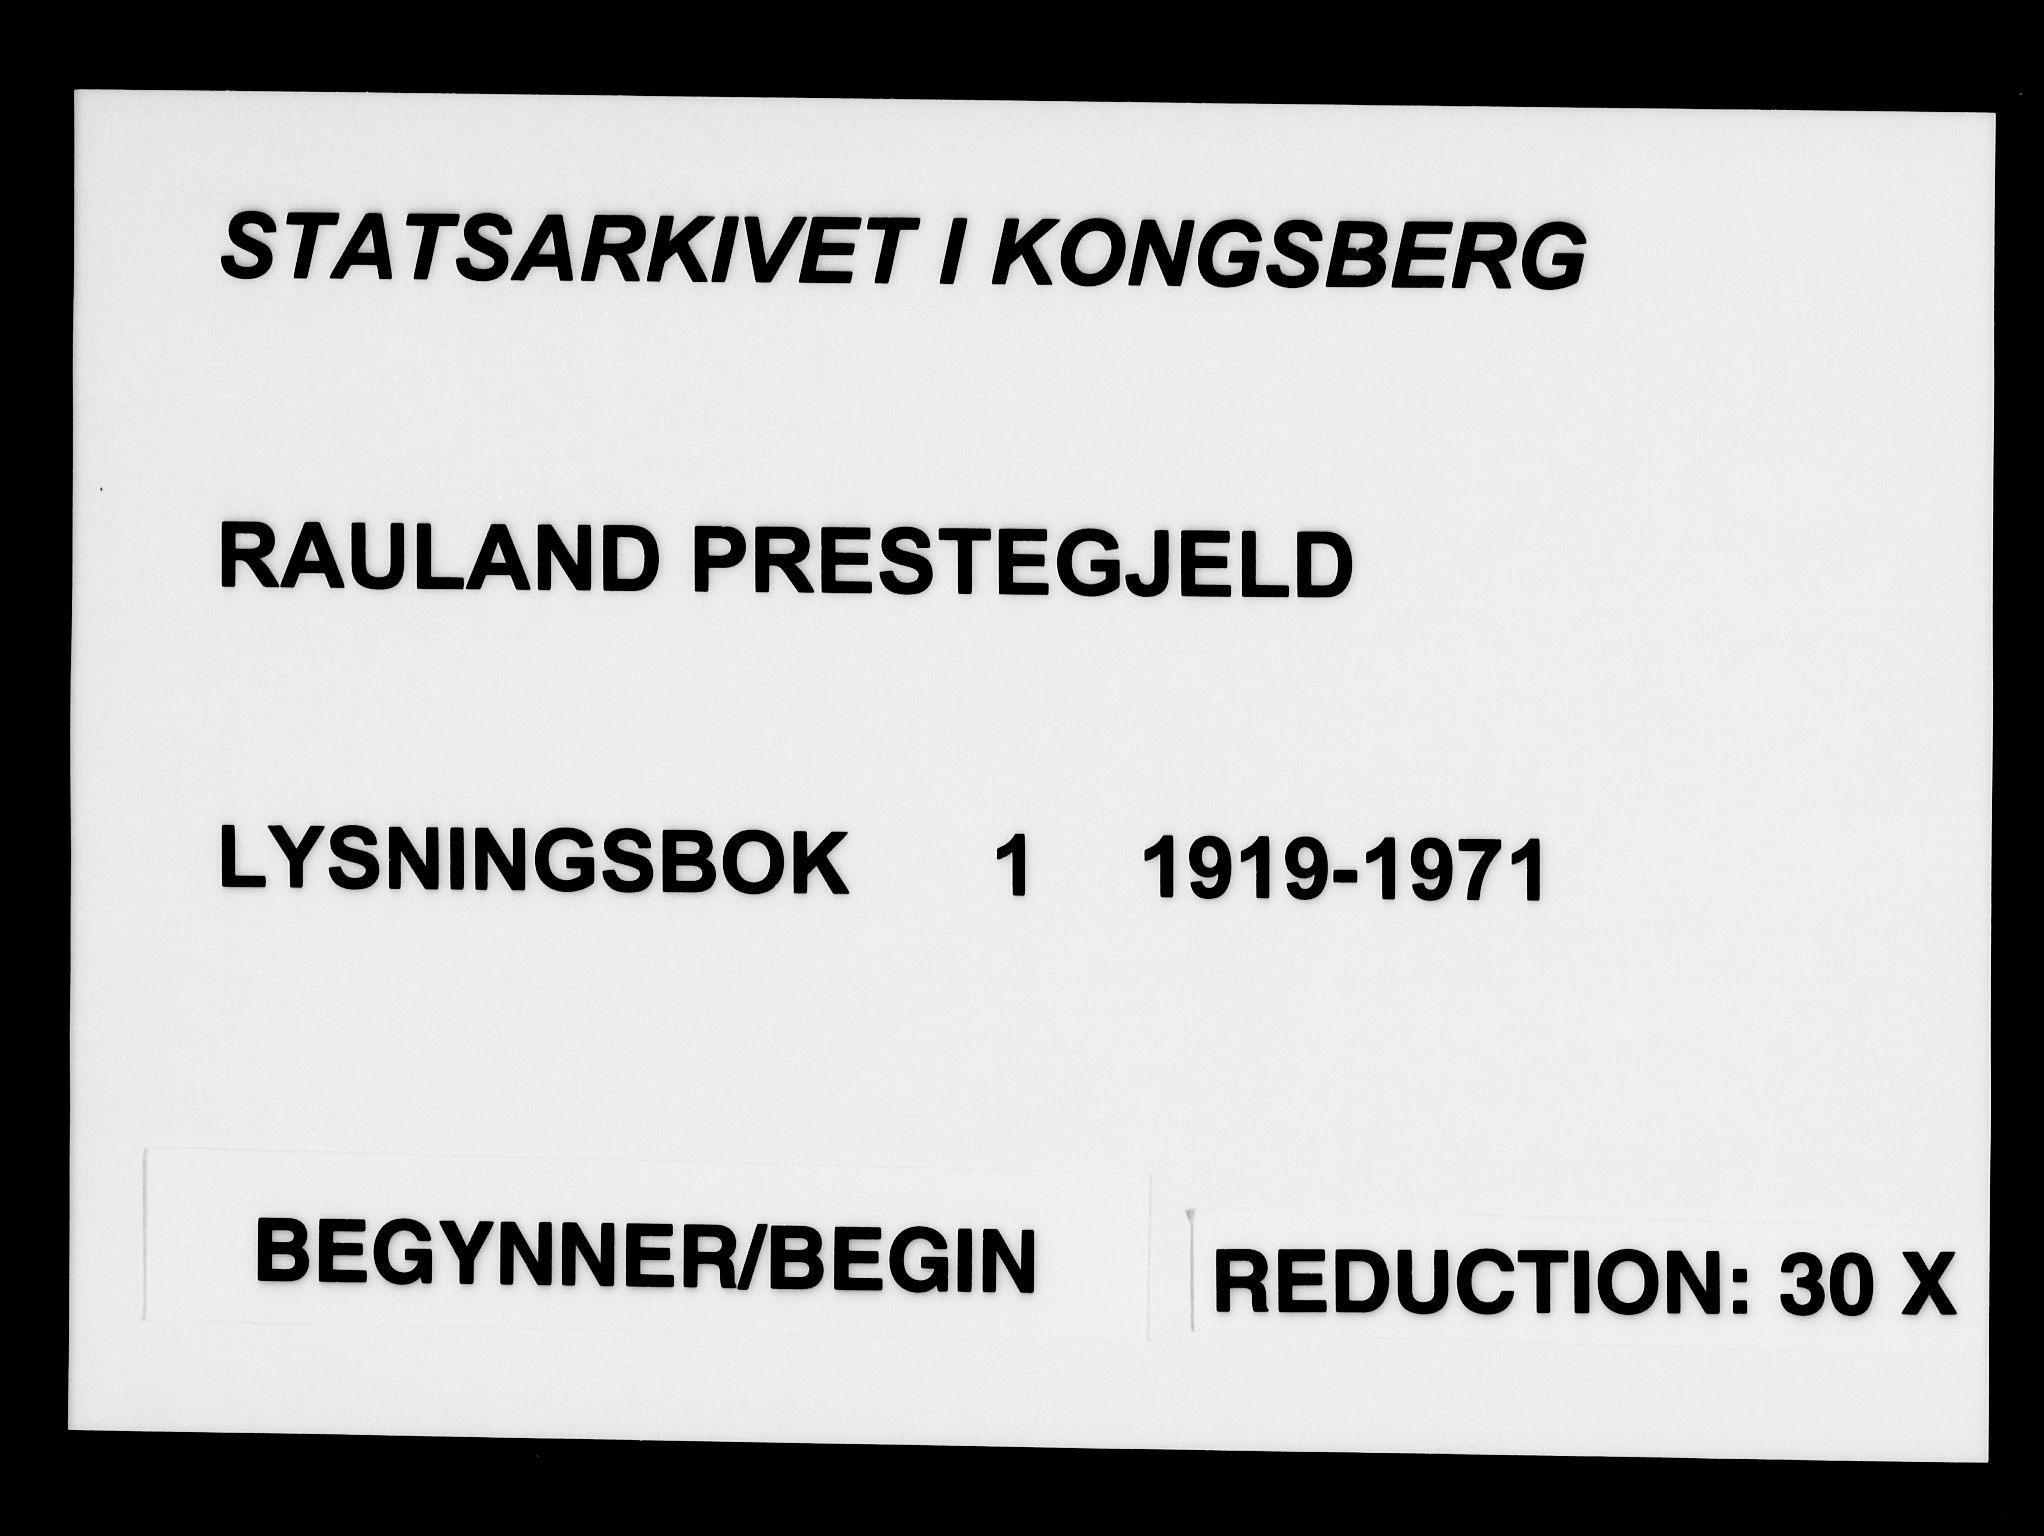 STATSARKIVET I KONGSBERG
RAULAND PRESTEGJELD
LYSNINGSBOK 1 1919-1971
BEGYNNER/BEGIN
REDUCTION: 30 X